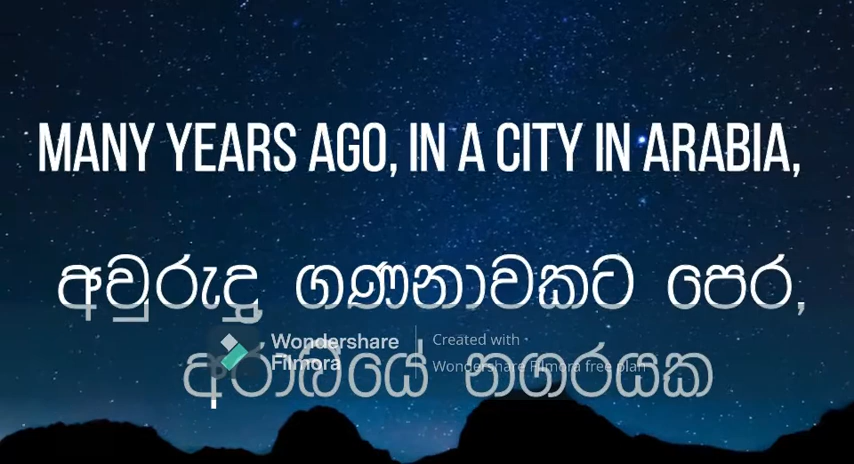 MANY YEARS AGO, IN A CITY IN ARABIA,
අවුරුදු ගණනාවකට පෙර,
Wondershare Filmora
Created with
Wondershare Filmora free plan
අරාබියේ නගරයක